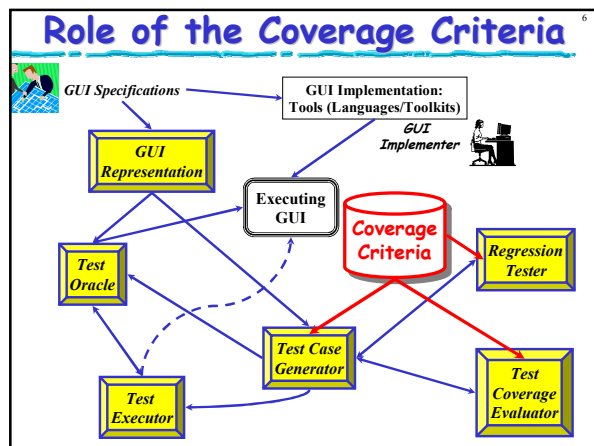 Role of the Coverage Criteria
6
GUI Specifications
GUI Implementation:
Tools (Languages/Toolkits)
GUI
Implementer
GUI
Representation
Executing
GUI
Coverage
Criteria
Regression
Tester
Test
Oracle
Test Case
Generator
Test
Executor
Test
Coverage
Evaluator